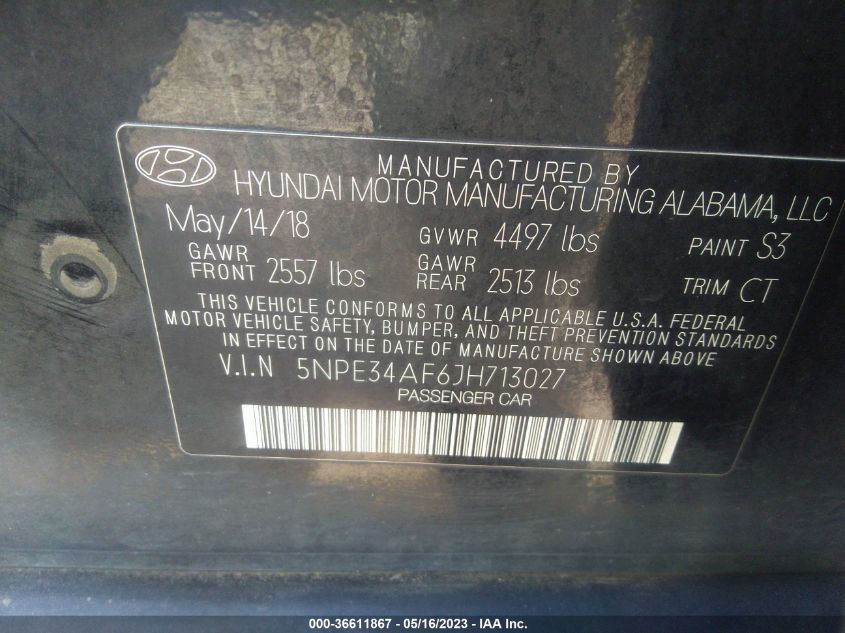 MANUFACTURED BY
HYUNDAI MOTOR MANUFACTURING ALABAMA, LLC
May/14/18 GVWR 4497 lbs PAINT S3
GAWR FRONT 2557 lbs GAWR REAR 2513 lbs TRIM CT
THIS VEHICLE CONFORMS TO ALL APPLICABLE U.S.A. FEDERAL
MOTOR VEHICLE SAFETY, BUMPER, AND THEFT PREVENTION STANDARDS
IN EFFECT ON THE DATE OF MANUFACTURE SHOWN ABOVE
V.I.N 5NPE34AF6JH713027
PASSENGER CAR
000-36611867 - 05/16/2023 - IAA Inc.